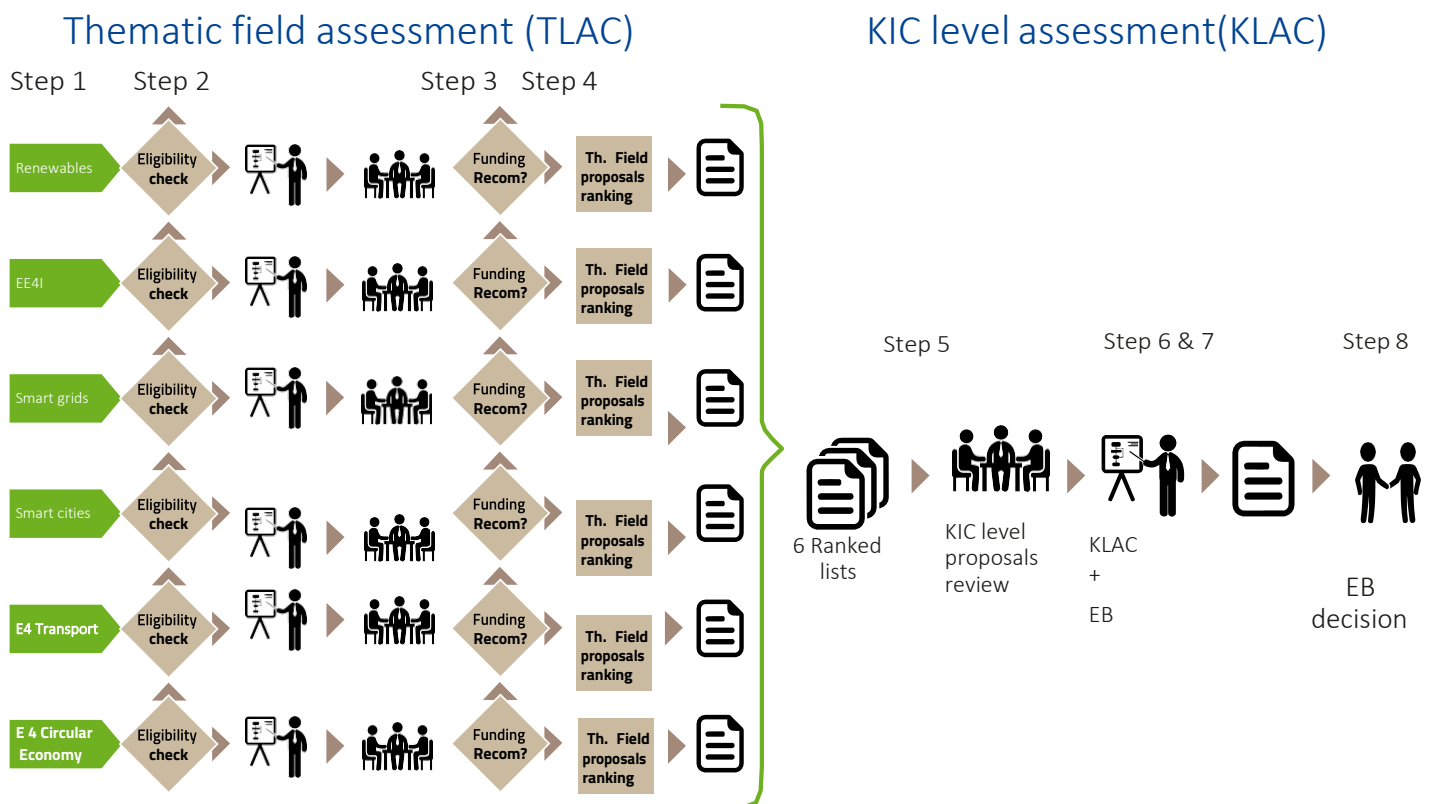 Thematic field assessment (TLAC)
KIC level assessment(KLAC)
Step 1
Step 2
Step 3
Step 4
Renewables
Eligibility
check
Funding
Recom?
Th. Field
proposals
ranking
EE4I
Eligibility
check
Funding
Recom?
Th. Field
proposals
ranking
Smart grids
Eligibility
check
Funding
Recom?
Th. Field
proposals
ranking
Smart cities
Eligibility
check
Funding
Recom?
Th. Field
proposals
ranking
E4 Transport
Eligibility
check
Funding
Recom?
Th. Field
proposals
ranking
E 4 Circular
Economy
Eligibility
check
Funding
Recom?
Th. Field
proposals
ranking
Step 5
Step 6 & 7
Step 8
6 Ranked
lists
KIC level
proposals
review
KLAC
+
EB
EB
decision